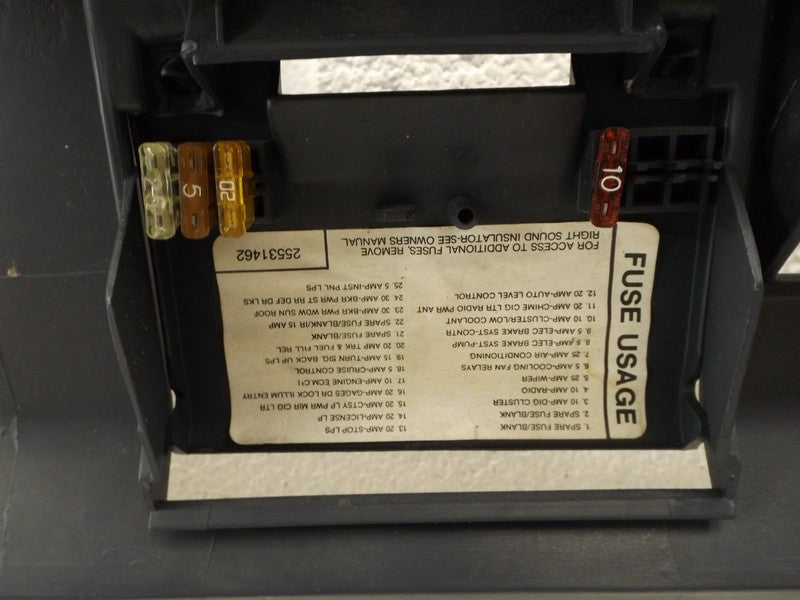 FUSE USAGE
1. SPARE FUSE/BLANK
2. SPARE FUSE/BLANK
3. 10 AMP-CIG CLUSTER
4. 10 AMP-RADIO
5. 25 AMP-WIPER
6. 5 AMP-COOLING FAN RELAYS
7. 25 AMP-AIR CONDITIONING
8. 5 AMP-ELEC BRAKE SYST-PUMP
9. 5 AMP-ELEC BRAKE SYST-CONTR
10. 10 AMP-CLUSTER/LOW COOLANT
11. 20 AMP-CHIME CIG LTR RADIO PWR ANT
12. 20 AMP-AUTO LEVEL CONTROL
13. 20 AMP-STOP LPS
14. 20 AMP-LICENSE LP
15. 20 AMP-CTSY LP PWR MIR CIG LTR
16. 20 AMP-GAGES DR LOCK ILLUM ENTRY
17. 10 AMP-ENGINE ECM/C1
18. 5 AMP-CRUISE CONTROL
19. 15 AMP-TURN SIG. BACK UP LPS
20. 20 AMP TRK & FUEL FILL REL
21. SPARE FUSE/BLANK
22. SPARE FUSE/BLANK/IR 15 AMP
23. 30 AMP-BKR PWR WDW SUN ROOF
24. 30 AMP-BKR PWR ST RR DEF DR LKS
25. 5 AMP-INST PNL LPS
FOR ACCESS TO ADDITIONAL FUSES, REMOVE
RIGHT SOUND INSULATOR-SEE OWNERS MANUAL
25531462
10
20
5